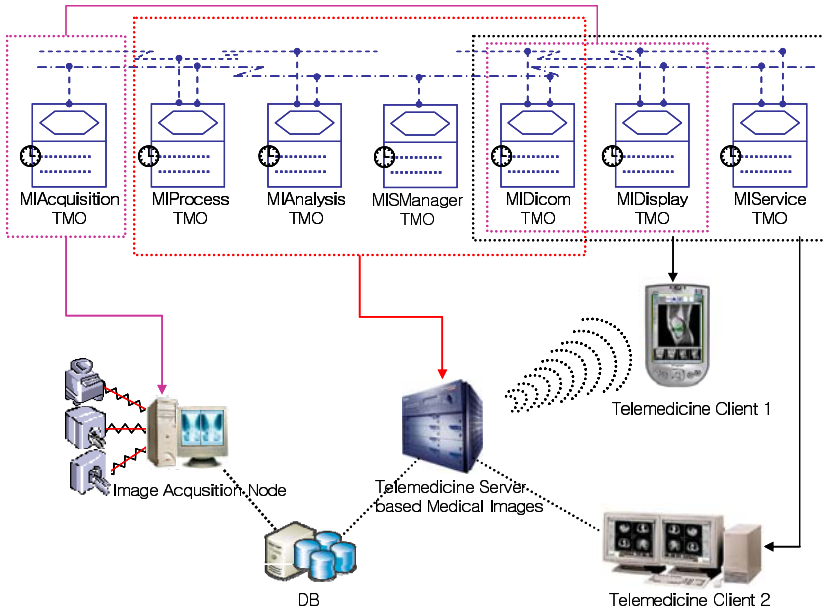 MIAcquisition
TMO
MIProcess
TMO
MIAnalysis
TMO
MISManager
TMO
MIDicom
TMO
MIDisplay
TMO
MIService
TMO
Telemedicine Client 1
Image Acqusition Node
Telemedicine Server
based Medical Images
DB
Telemedicine Client 2